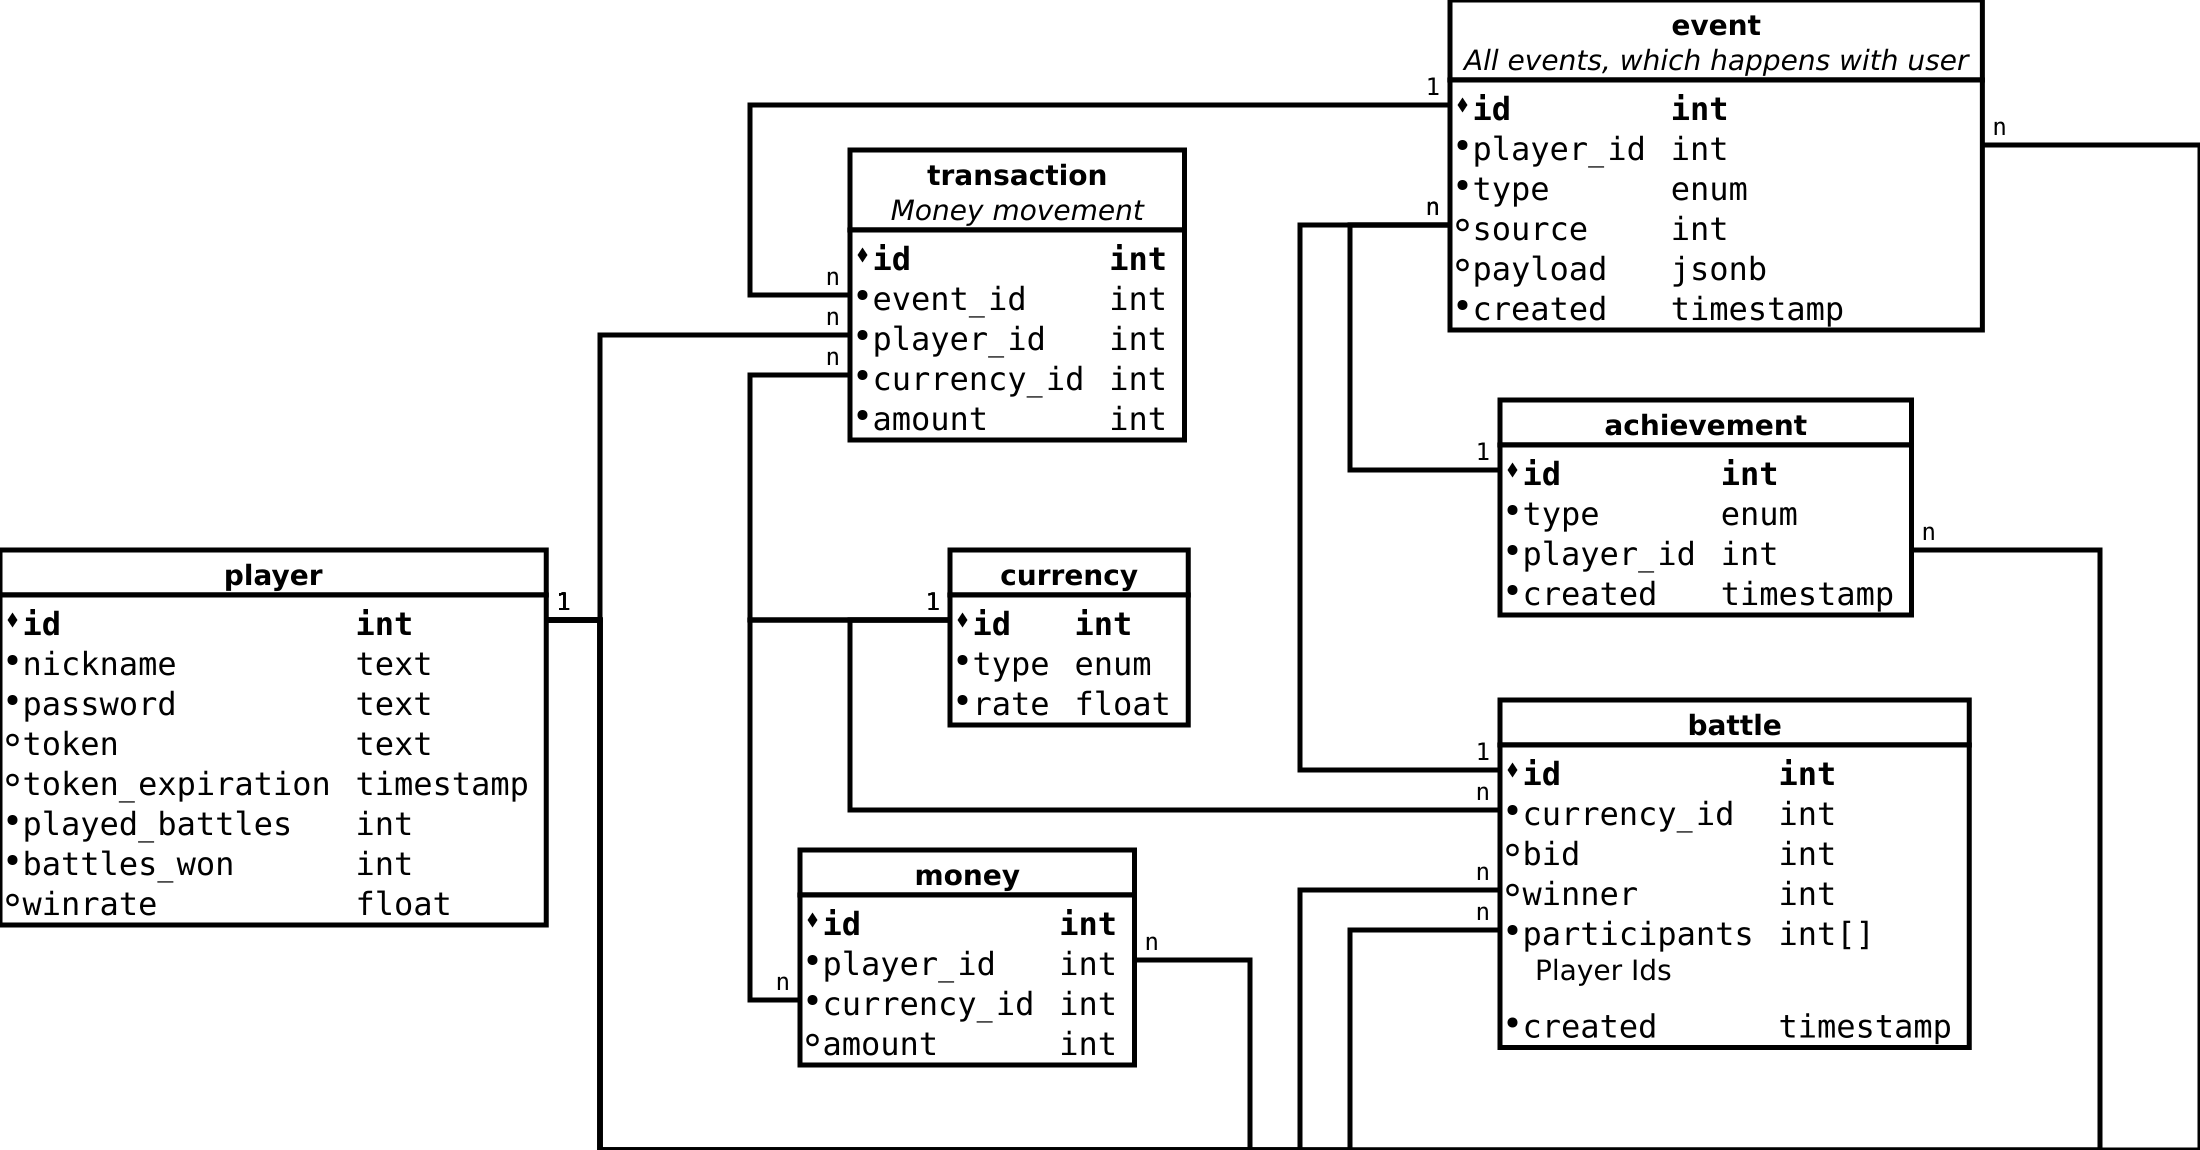 event
All events, which happens with user
1
id int
n
player_id int
type enum
n
source int
payload jsonb
created timestamp
transaction
Money movement
id int
n
event_id int
n
player_id int
n
currency_id int
amount int
achievement
1
id int
type enum
n
player_id int
created timestamp
player
1
id int
nickname text
password text
token text
token_expiration timestamp
played_battles int
battles_won int
winrate float
currency
1
id int
type enum
rate float
battle
1
id int
n
currency_id int
bid int
n
winner int
n
participants int[]
Player Ids
created timestamp
money
id int
n
player_id int
n
currency_id int
amount int